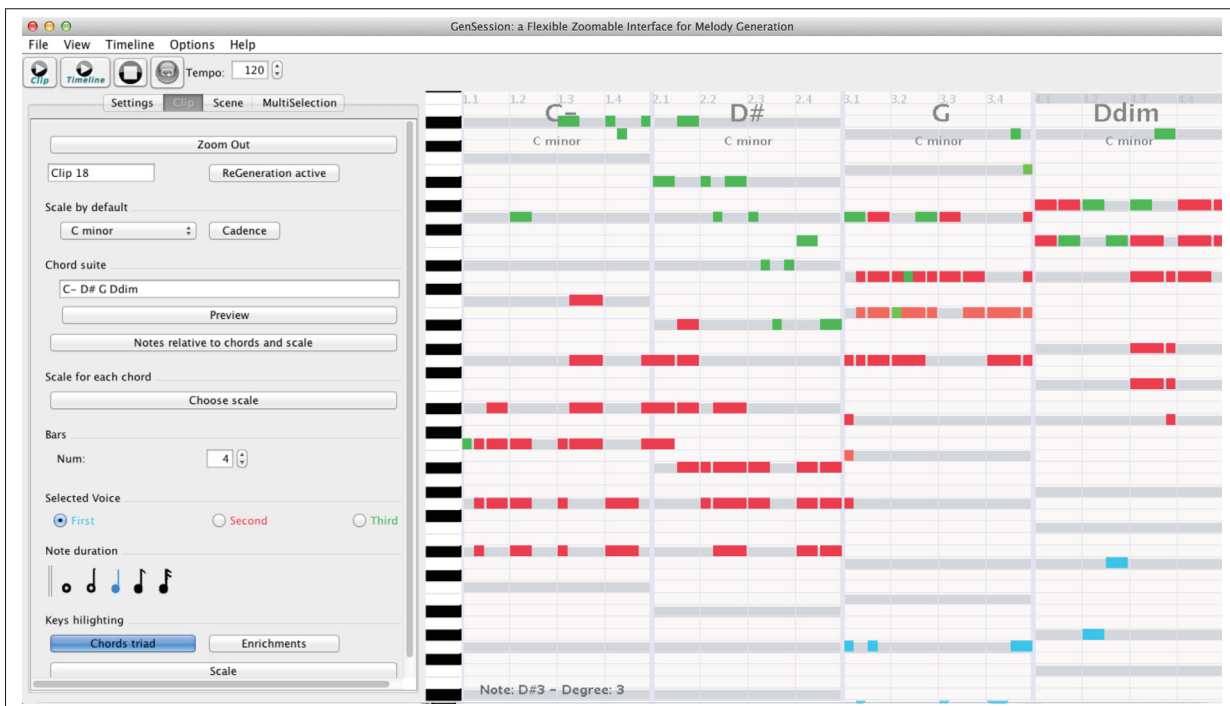 GenSession: a Flexible Zoomable Interface for Melody Generation
File View Timeline Options Help
Clip Timeline Tempo: 120
Settings Clip Scene MultiSelection
Zoom Out
Clip 18 ReGeneration active
Scale by default
C minor Cadence
Chord suite
C- D# G Ddim
Preview
Notes relative to chords and scale
Scale for each chord
Choose scale
Bars
Num: 4
Selected Voice
First Second Third
Note duration
Keys hilighting
Chords triad Enrichments
Scale
1.1 1.2 1.3 1.4 2.1 2.2 2.3 2.4 3.1 3.2 3.3 3.4 4.1 4.2 4.3 4.4
C- D# G Ddim
C minor C minor C minor C minor
Note: D#3 - Degree: 3